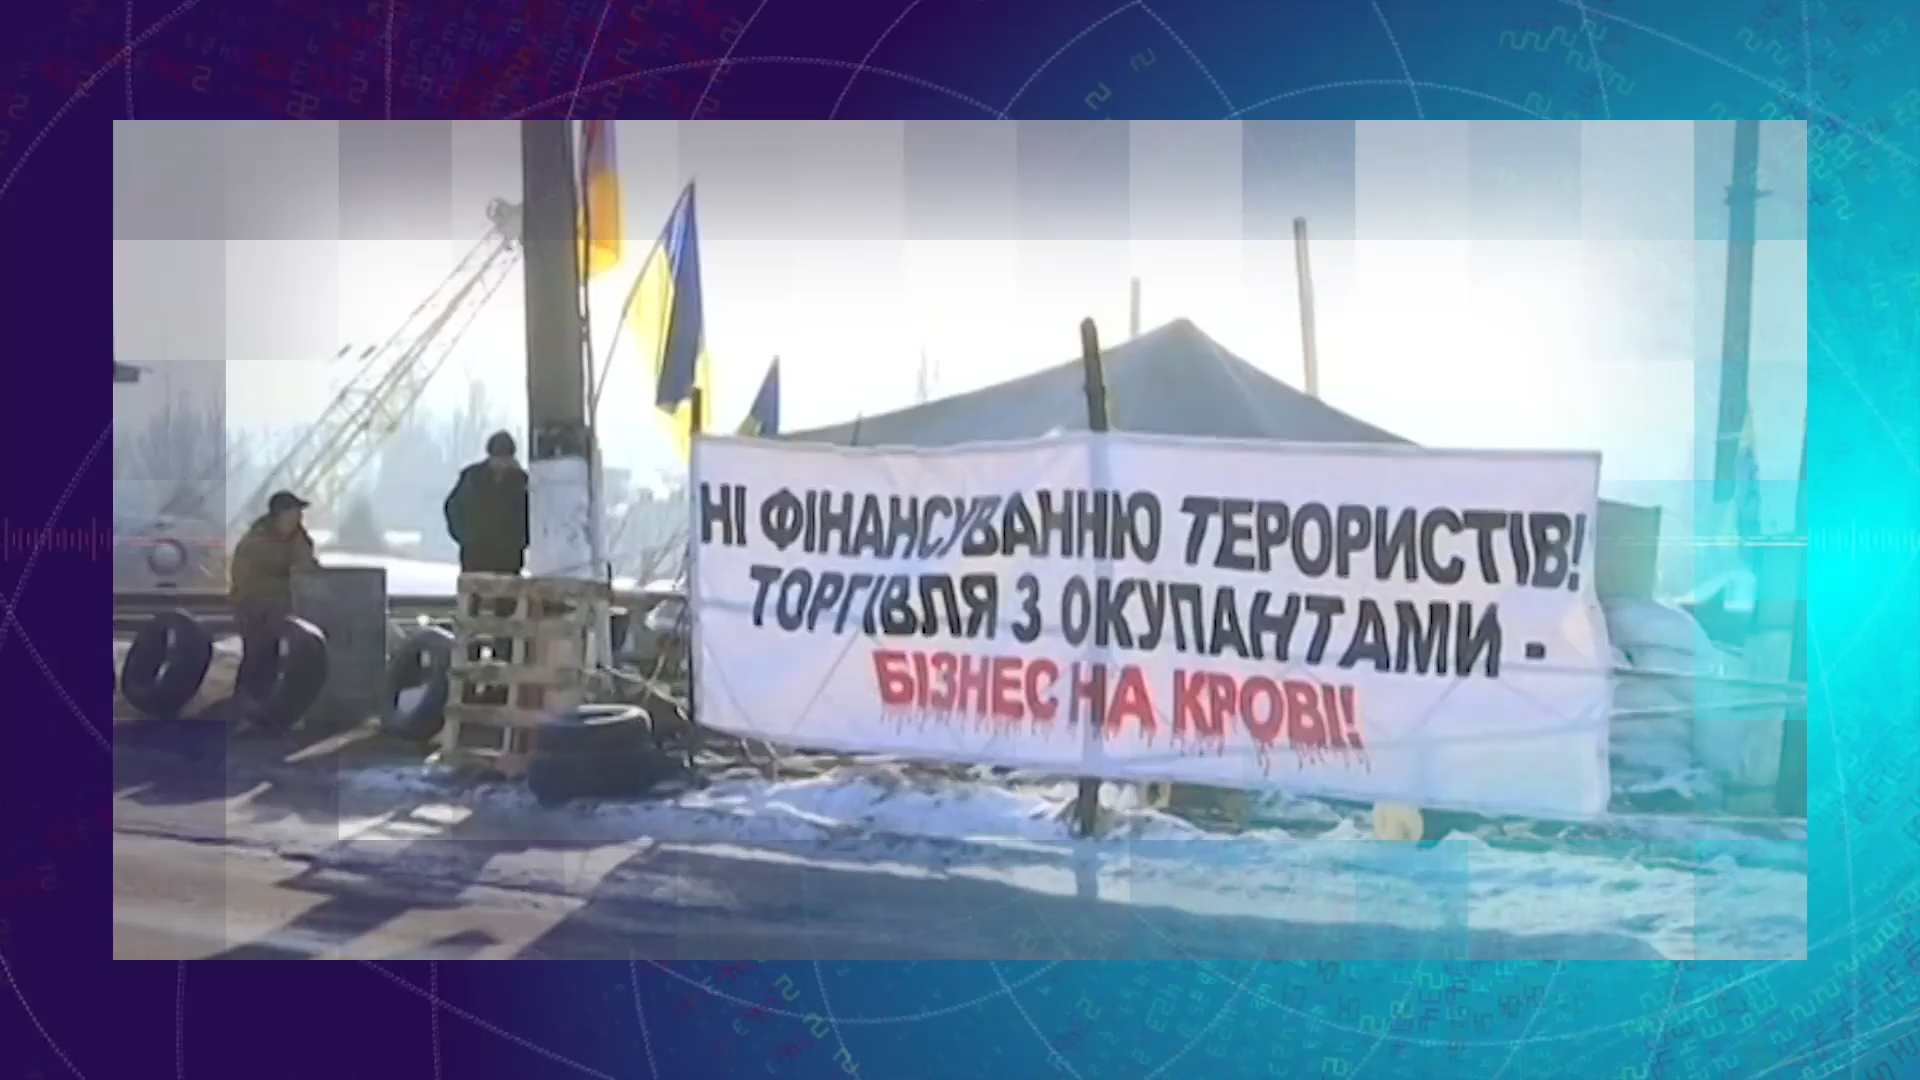 НІ ФІНАНСУВАННЮ ТЕРОРИСТІВ!
ТОРГІВЛЯ З ОКУПАНТАМИ -
БІЗНЕС НА КРОВІ!